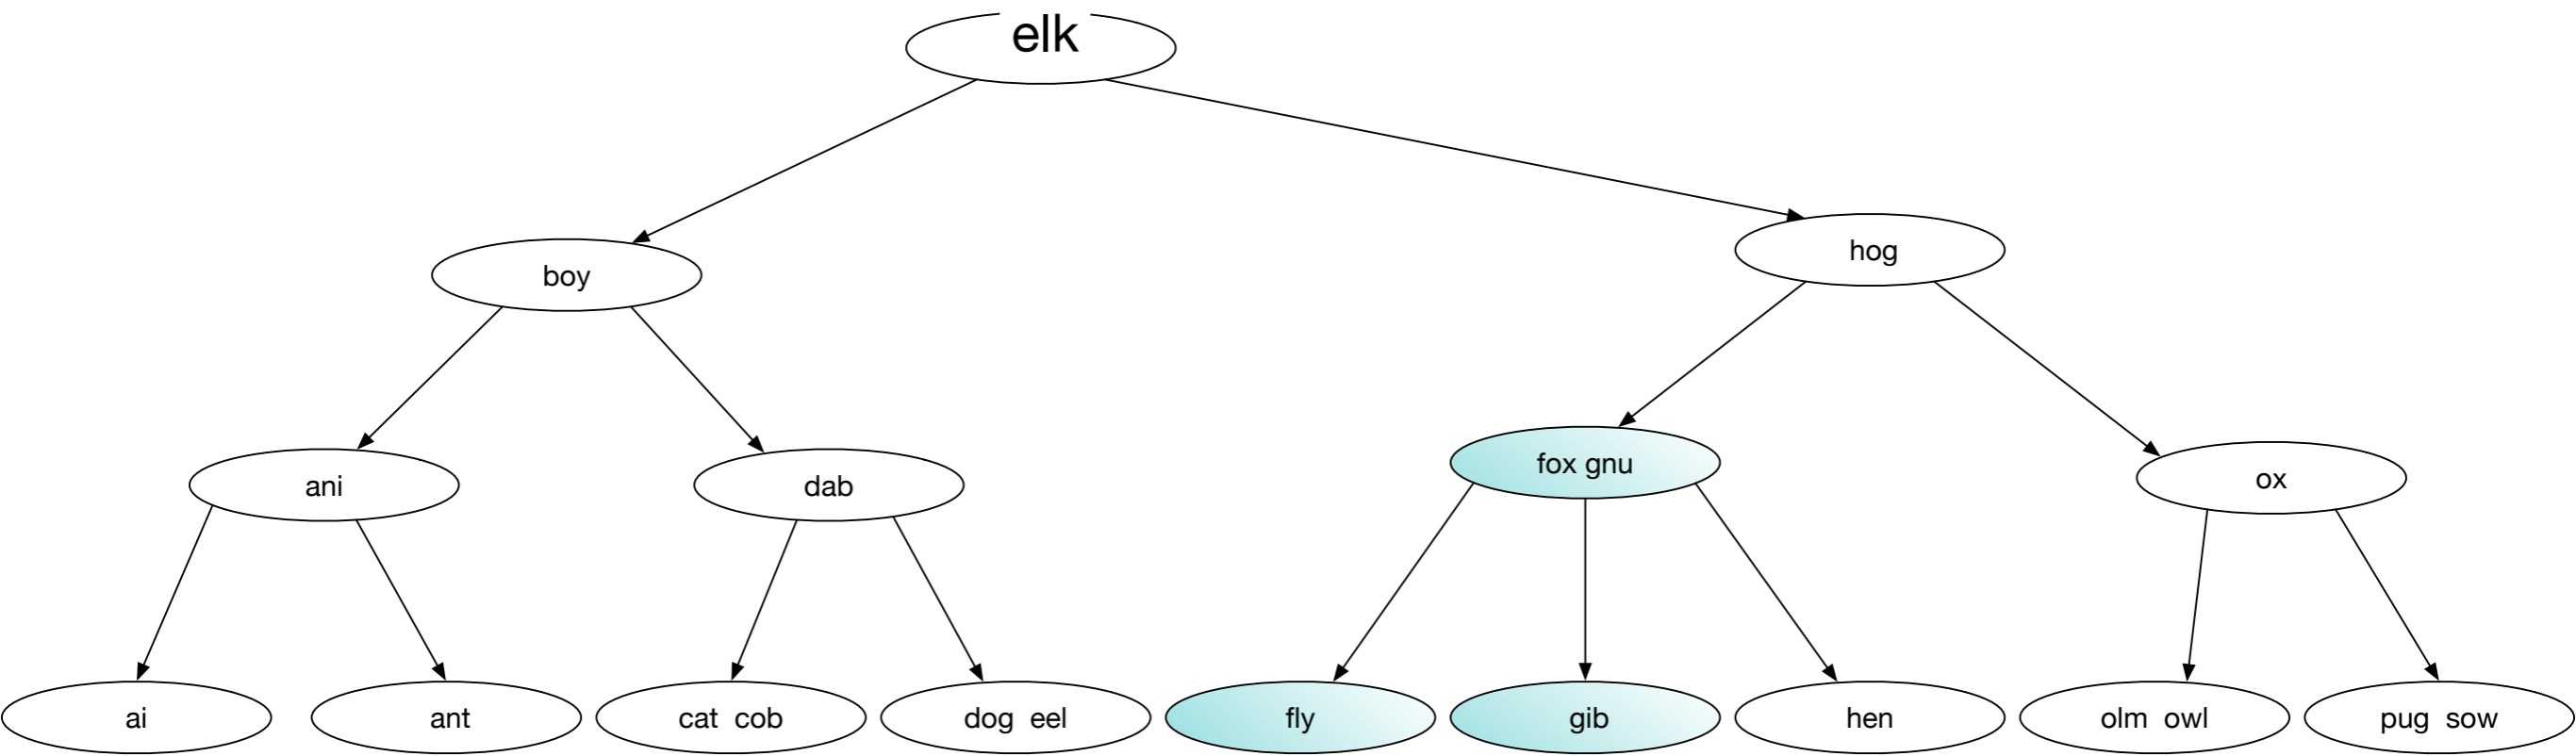 elk
boy
hog
ani
dab
fox gnu
ox
ai
ant
cat cob
dog eel
fly
gib
hen
olm owl
pug sow